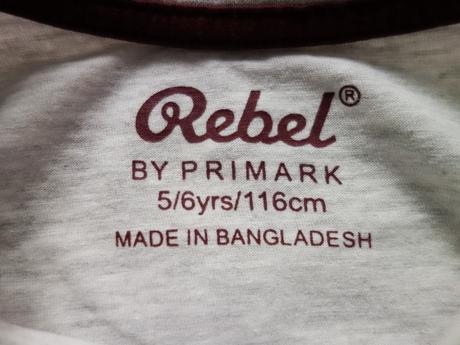 Rebel®
BY PRIMARK
5/6yrs/116cm
MADE IN BANGLADESH